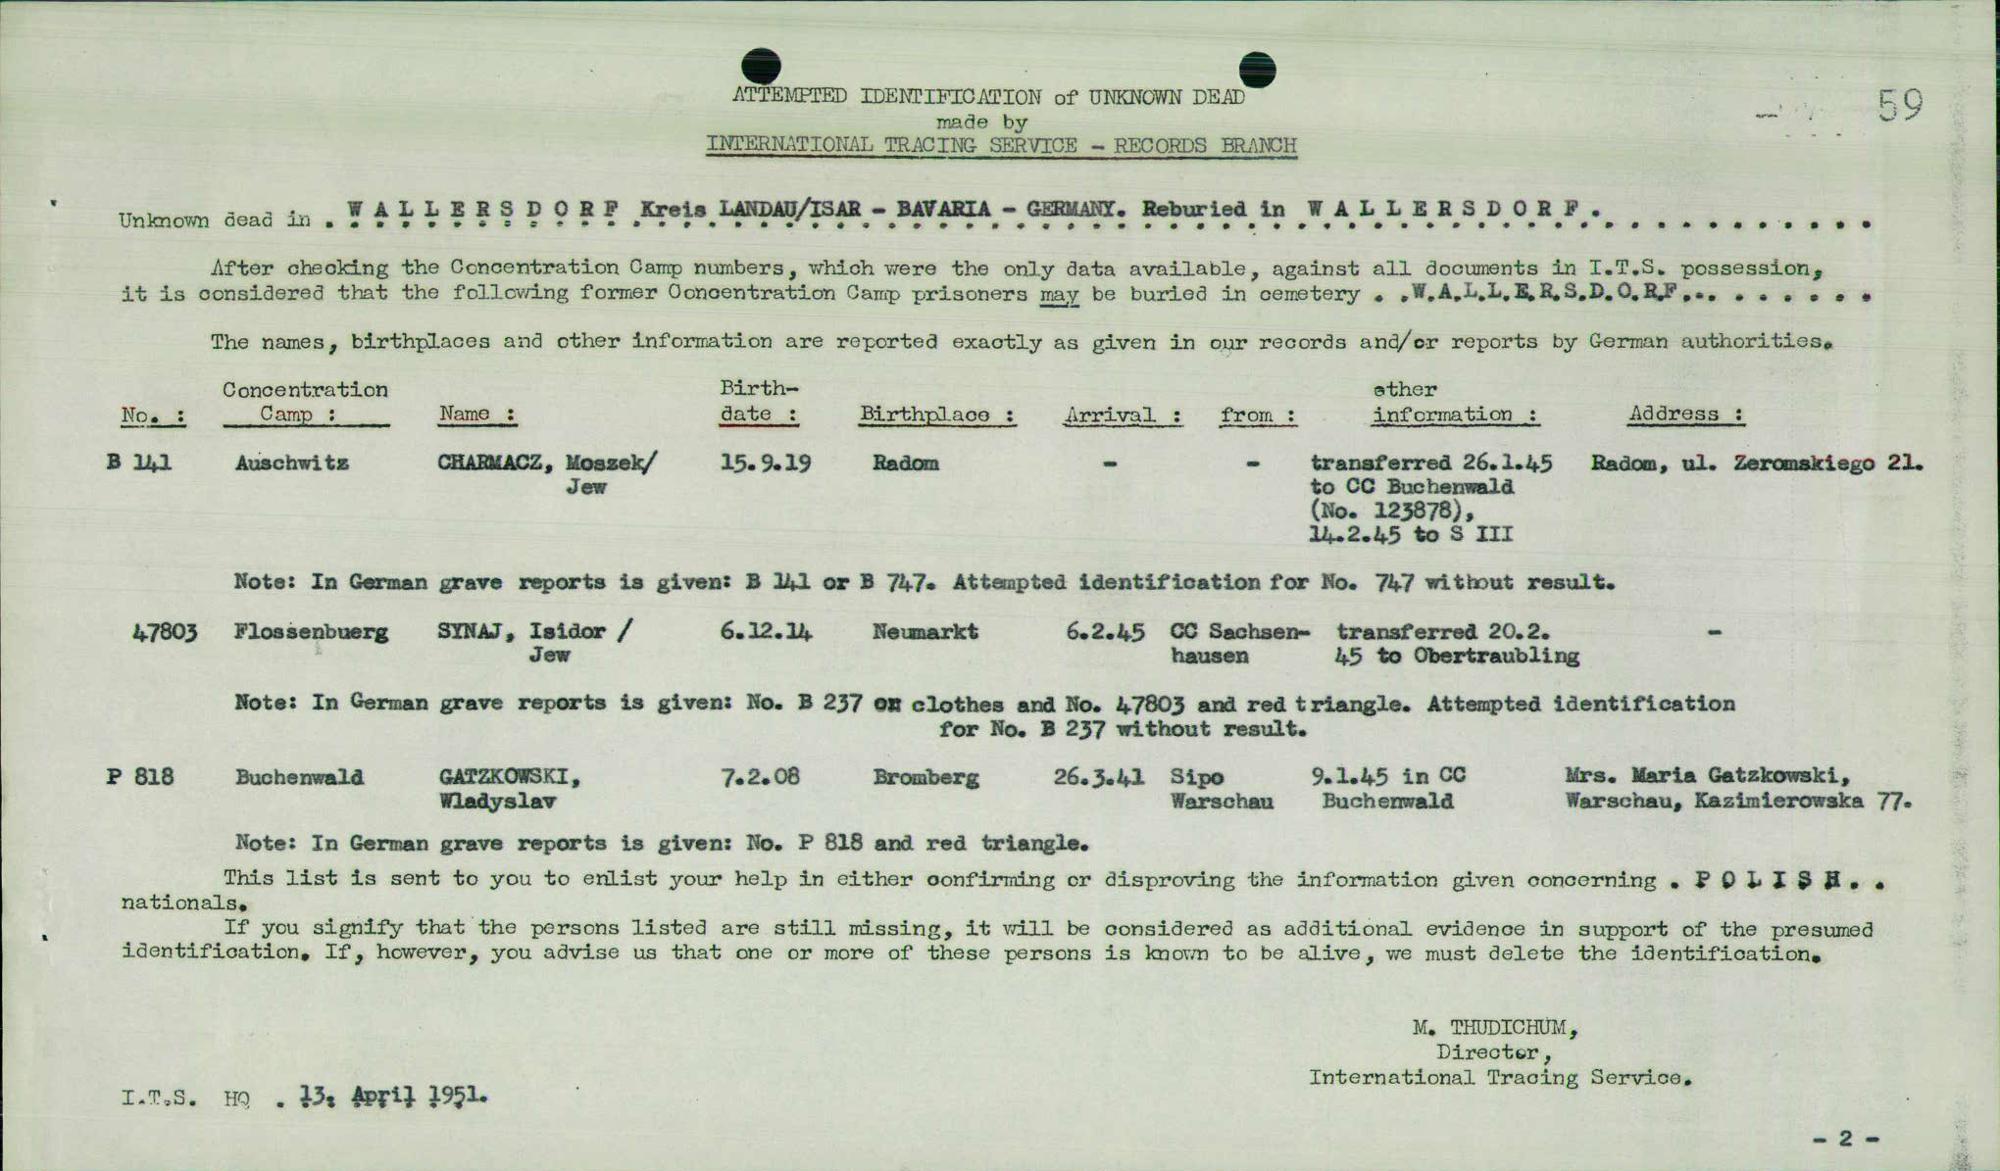 ATTEMPTED IDENTIFICATION of UNKNOWN DEAD
made by
INTERNATIONAL TRACING SERVICE - RECORDS BRANCH
59
Unknown dead in . W A L L E R S D O R F Kreis LANDAU/ISAR - BAVARIA - GERMANY. Reburied in W A L L E R S D O R F .
After checking the Concentration Camp numbers, which were the only data available, against all documents in I.T.S. possession,
it is considered that the following former Concentration Camp prisoners may be buried in cemetery . .W.A.L.L.E.R.S.D.O.R.F... . . . . . .
The names, birthplaces and other information are reported exactly as given in our records and/or reports by German authorities.
Concentration Birth- other
No. : Camp : Name : date : Birthplace : Arrival : from : information : Address :
B 141 Auschwitz CHARMACZ, Moszek/ 15.9.19 Radom - - transferred 26.1.45 Radom, ul. Zeromskiego 21.
Jew to CC Buchenwald
(No. 123878),
14.2.45 to S III
Note: In German grave reports is given: B 141 or B 747. Attempted identification for No. 747 without result.
47803 Flossenbuerg SYNAJ, Isidor / 6.12.14 Neumarkt 6.2.45 CC Sachsen- transferred 20.2. -
Jew hausen 45 to Obertraubling
Note: In German grave reports is given: No. B 237 on clothes and No. 47803 and red triangle. Attempted identification
for No. B 237 without result.
P 818 Buchenwald GATZKOWSKI, 7.2.08 Bromberg 26.3.41 Sipo 9.1.45 in CC Mrs. Maria Gatzkowski,
Wladyslav Warschau Buchenwald Warschau, Kazimierowska 77.
Note: In German grave reports is given: No. P 818 and red triangle.
This list is sent to you to enlist your help in either confirming or disproving the information given concerning . P O L I S H . .
nationals.
If you signify that the persons listed are still missing, it will be considered as additional evidence in support of the presumed
identification. If, however, you advise us that one or more of these persons is known to be alive, we must delete the identification.
M. THUDICHUM,
Director,
International Tracing Service.
I.T.S. HQ . 13. April 1951.
- 2 -